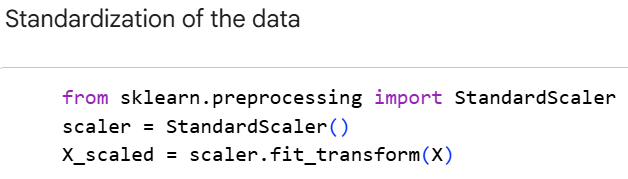 Standardization of the data
from sklearn.preprocessing import StandardScaler
scaler = StandardScaler()
X_scaled = scaler.fit_transform(X)